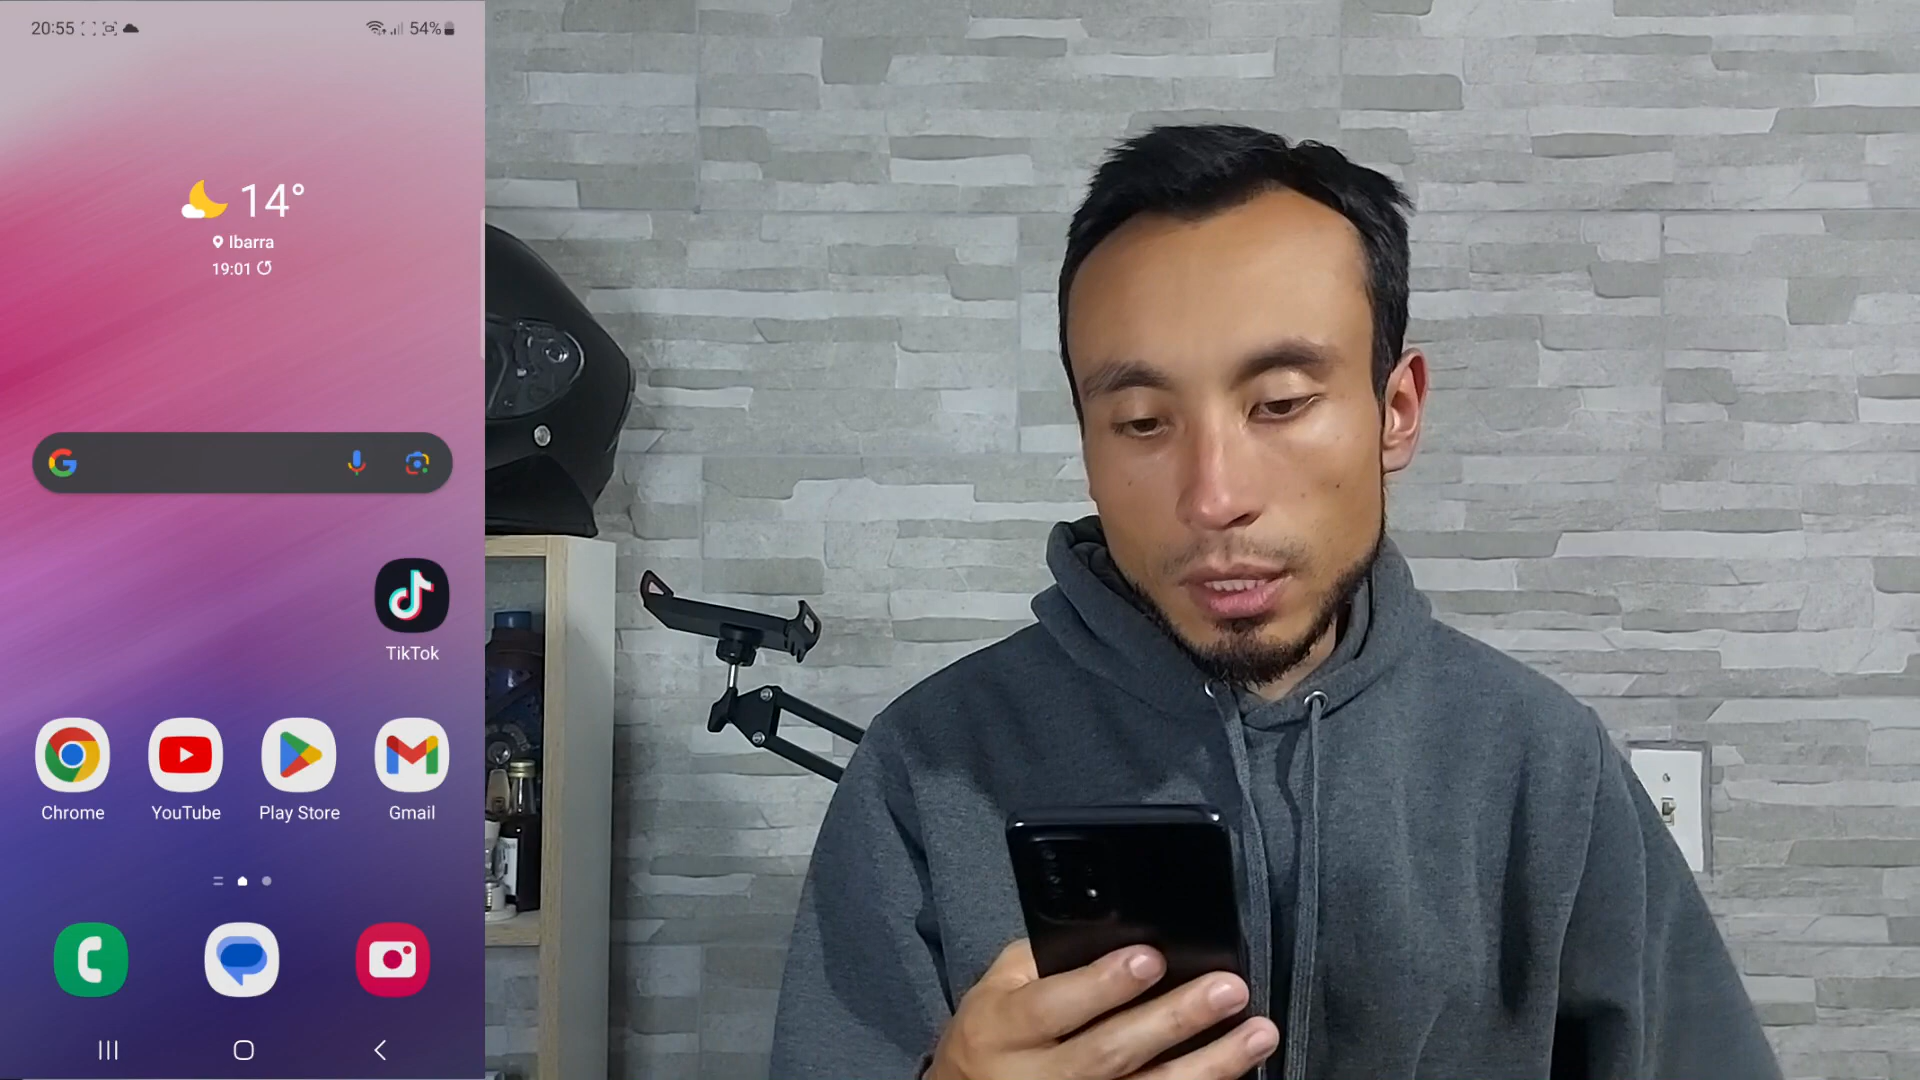 20:55
54%
14°
Ibarra
19:01
TikTok
Chrome
YouTube
Play Store
Gmail